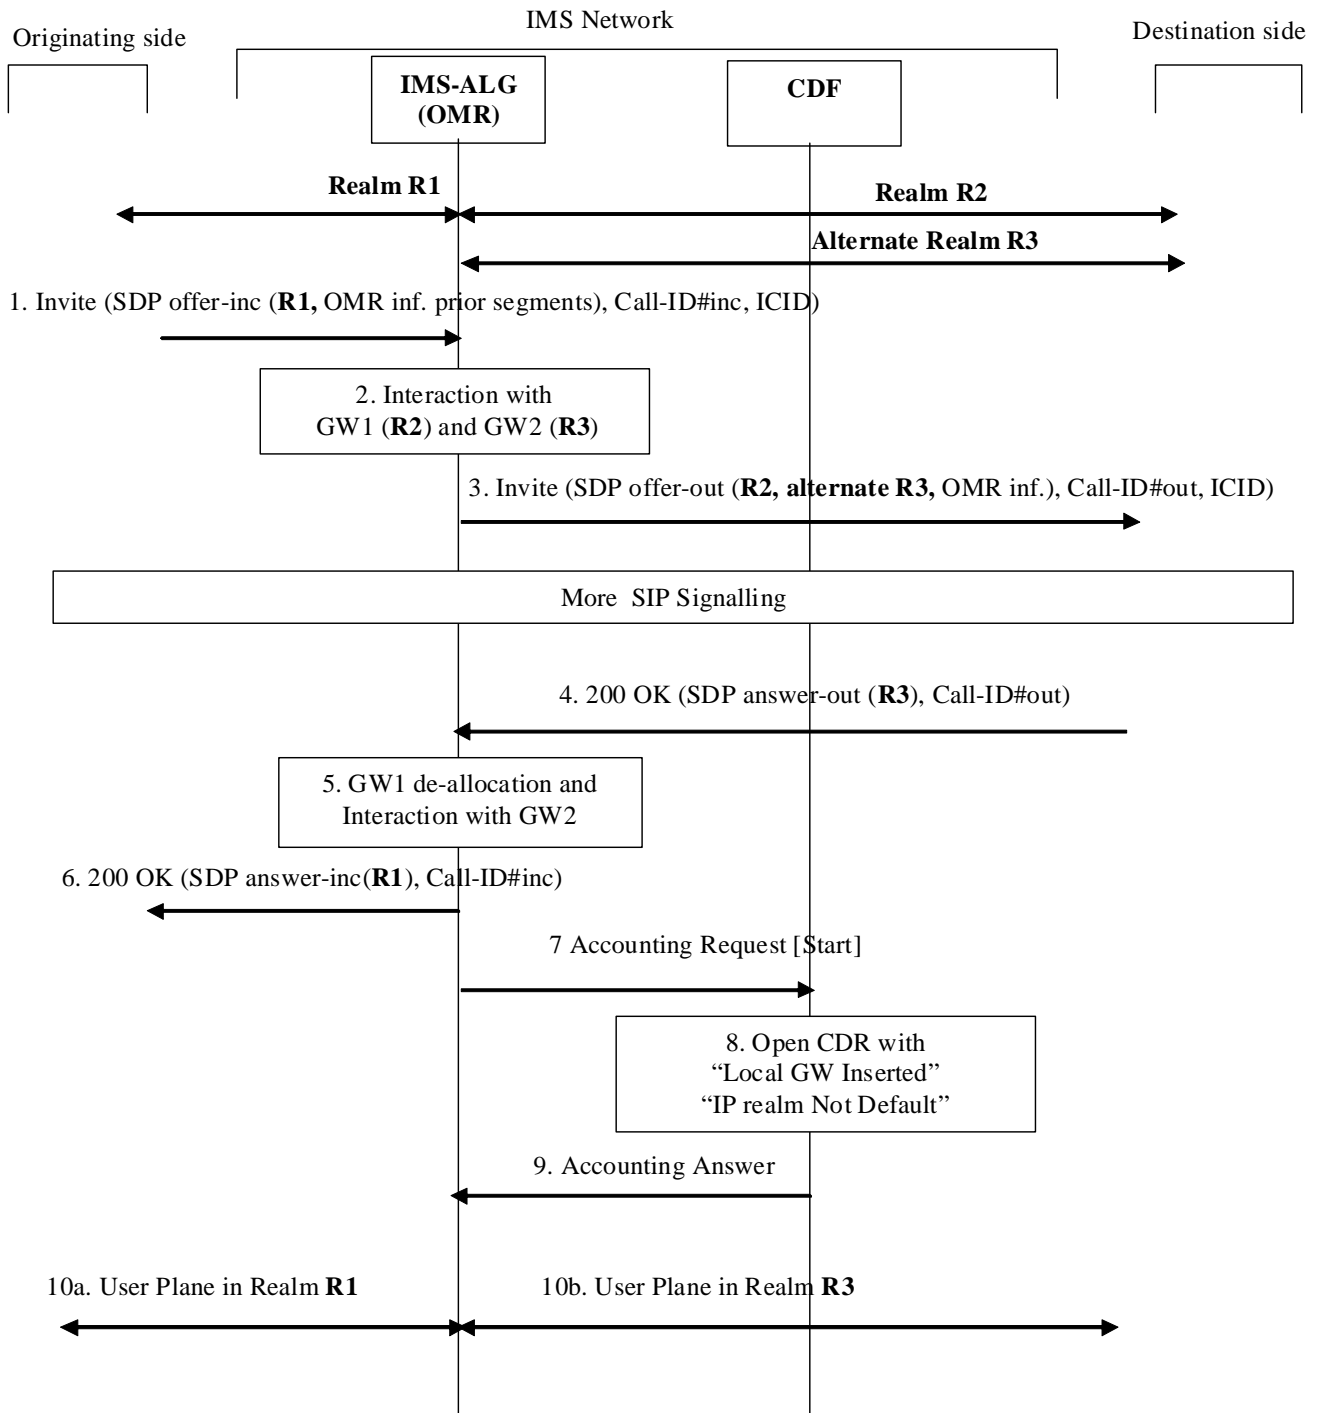 IMS Network
Originating side
Destination side
IMS-ALG
(OMR)
CDF
Realm R1
Realm R2
Alternate Realm R3
1. Invite (SDP offer-inc (R1, OMR inf. prior segments), Call-ID#inc, ICID)
2. Interaction with
GW1 (R2) and GW2 (R3)
3. Invite (SDP offer-out (R2, alternate R3, OMR inf.), Call-ID#out, ICID)
More SIP Signalling
4. 200 OK (SDP answer-out (R3), Call-ID#out)
5. GW1 de-allocation and
Interaction with GW2
6. 200 OK (SDP answer-inc(R1), Call-ID#inc)
7 Accounting Request [Start]
8. Open CDR with
“Local GW Inserted”
“IP realm Not Default”
9. Accounting Answer
10a. User Plane in Realm R1
10b. User Plane in Realm R3